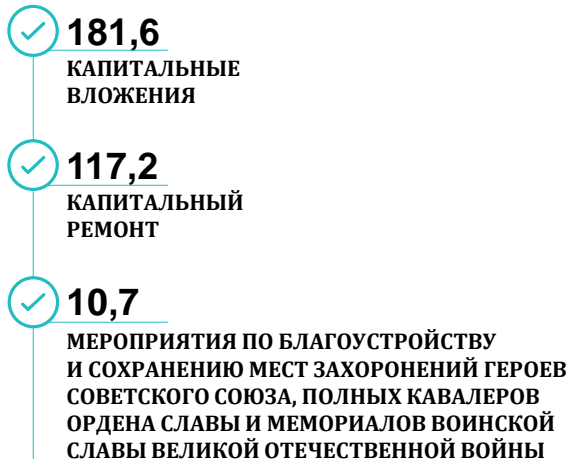 181,6
КАПИТАЛЬНЫЕ
ВЛОЖЕНИЯ
117,2
КАПИТАЛЬНЫЙ
РЕМОНТ
10,7
МЕРОПРИЯТИЯ ПО БЛАГОУСТРОЙСТВУ
И СОХРАНЕНИЮ МЕСТ ЗАХОРОНЕНИЙ ГЕРОЕВ
СОВЕТСКОГО СОЮЗА, ПОЛНЫХ КАВАЛЕРОВ
ОРДЕНА СЛАВЫ И МЕМОРИАЛОВ ВОИНСКОЙ
СЛАВЫ ВЕЛИКОЙ ОТЕЧЕСТВЕННОЙ ВОЙНЫ